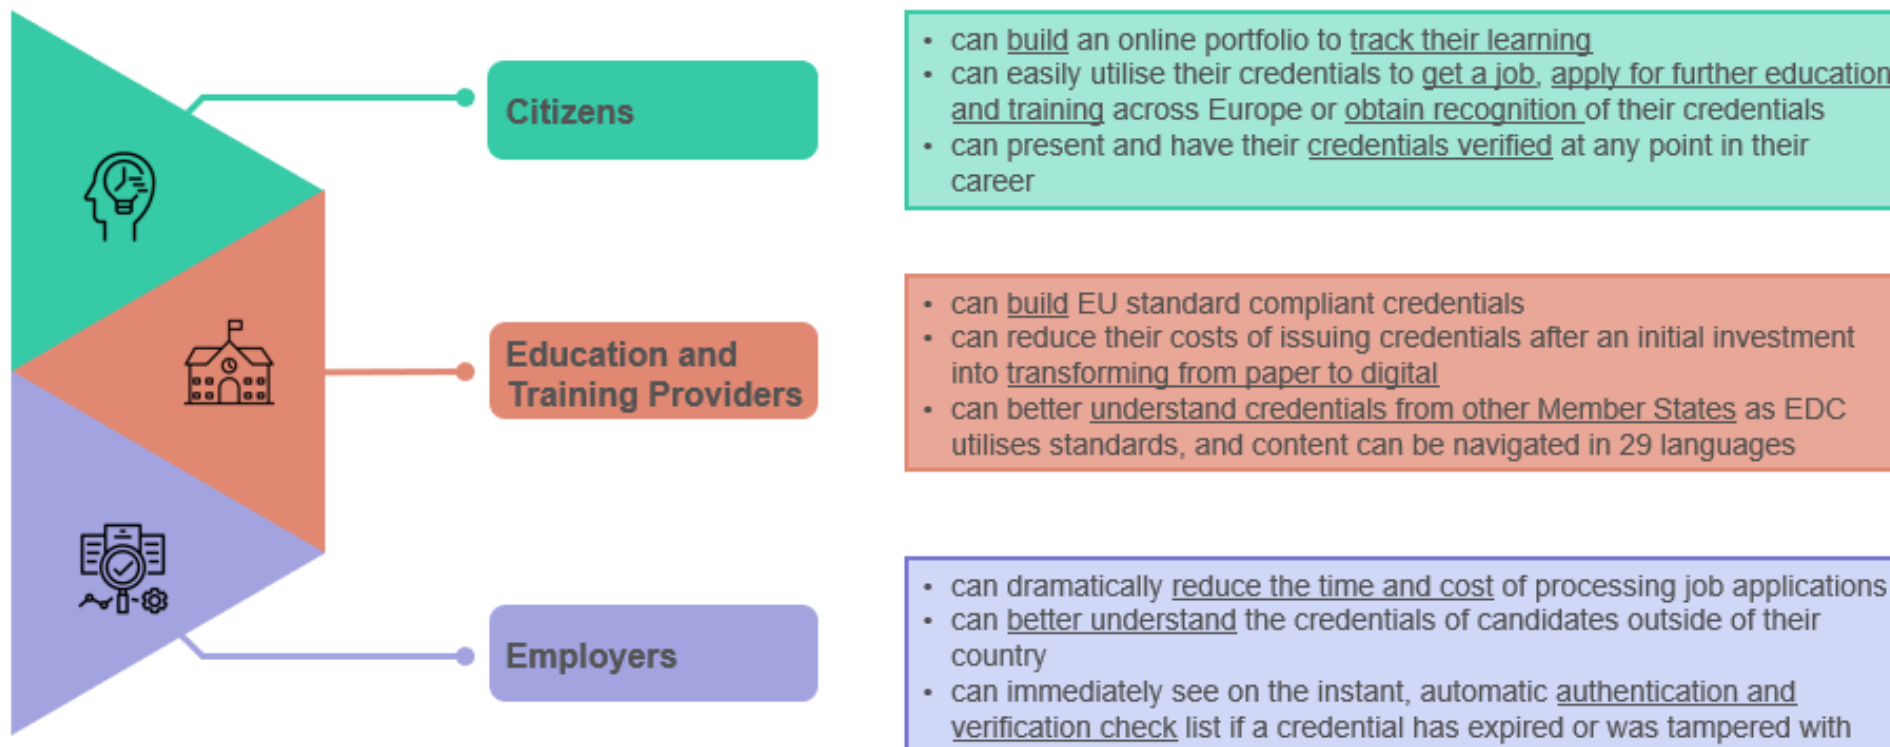 Citizens
• can build an online portfolio to track their learning
• can easily utilise their credentials to get a job, apply for further education
and training across Europe or obtain recognition of their credentials
• can present and have their credentials verified at any point in their
career
Education and
Training Providers
• can build EU standard compliant credentials
• can reduce their costs of issuing credentials after an initial investment
into transforming from paper to digital
• can better understand credentials from other Member States as EDC
utilises standards, and content can be navigated in 29 languages
Employers
• can dramatically reduce the time and cost of processing job applications
• can better understand the credentials of candidates outside of their
country
• can immediately see on the instant, automatic authentication and
verification check list if a credential has expired or was tampered with